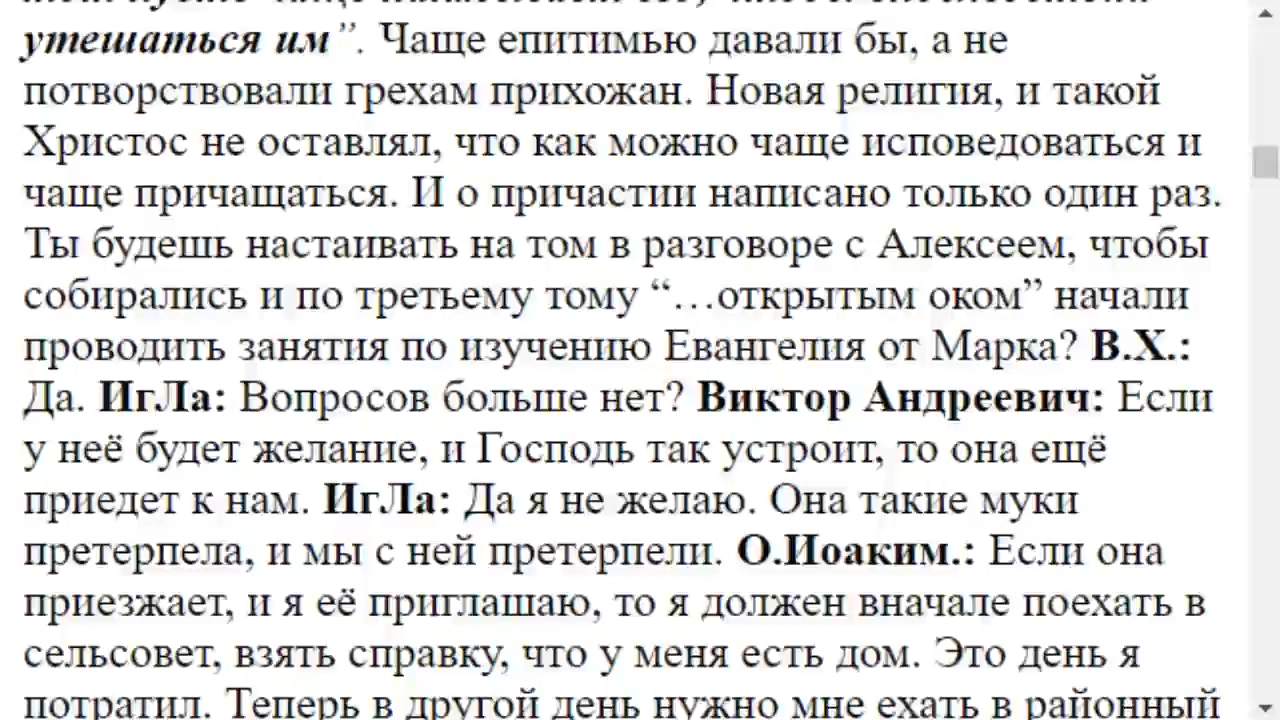 утешаться им”. Чаще епитимью давали бы, а не
потворствовали грехам прихожан. Новая религия, и такой
Христос не оставлял, что как можно чаще исповедоваться и
чаще причащаться. И о причастии написано только один раз.
Ты будешь настаивать на том в разговоре с Алексеем, чтобы
собирались и по третьему тому “…открытым оком” начали
проводить занятия по изучению Евангелия от Марка? В.Х.:
Да. ИгЛа: Вопросов больше нет? Виктор Андреевич: Если
у неё будет желание, и Господь так устроит, то она ещё
приедет к нам. ИгЛа: Да я не желаю. Она такие муки
претерпела, и мы с ней претерпели. О.Иоаким.: Если она
приезжает, и я её приглашаю, то я должен вначале поехать в
сельсовет, взять справку, что у меня есть дом. Это день я
потратил. Теперь в другой день нужно мне ехать в районный